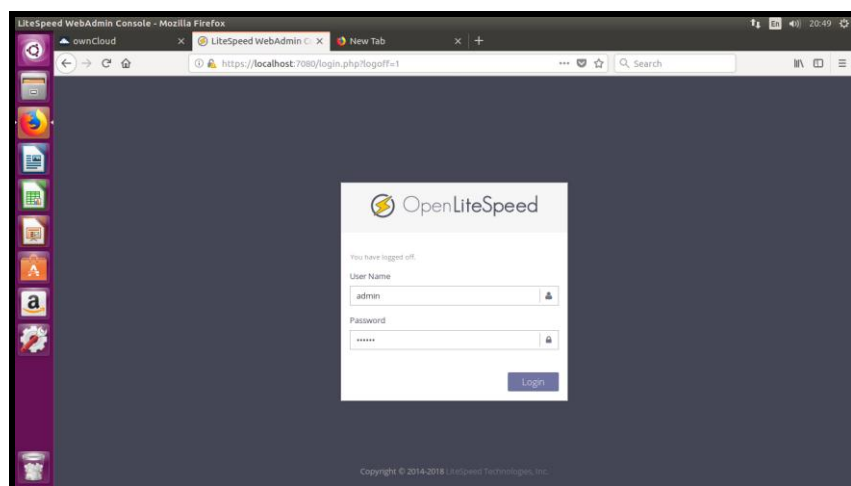 LiteSpeed WebAdmin Console - Mozilla Firefox
En 20:49
ownCloud
LiteSpeed WebAdmin C
New Tab
https://localhost:7080/login.php?logoff=1
Search
OpenLiteSpeed
You have logged off.
User Name
admin
Password
••••••
Login
Copyright © 2014-2018 LiteSpeed Technologies, Inc.